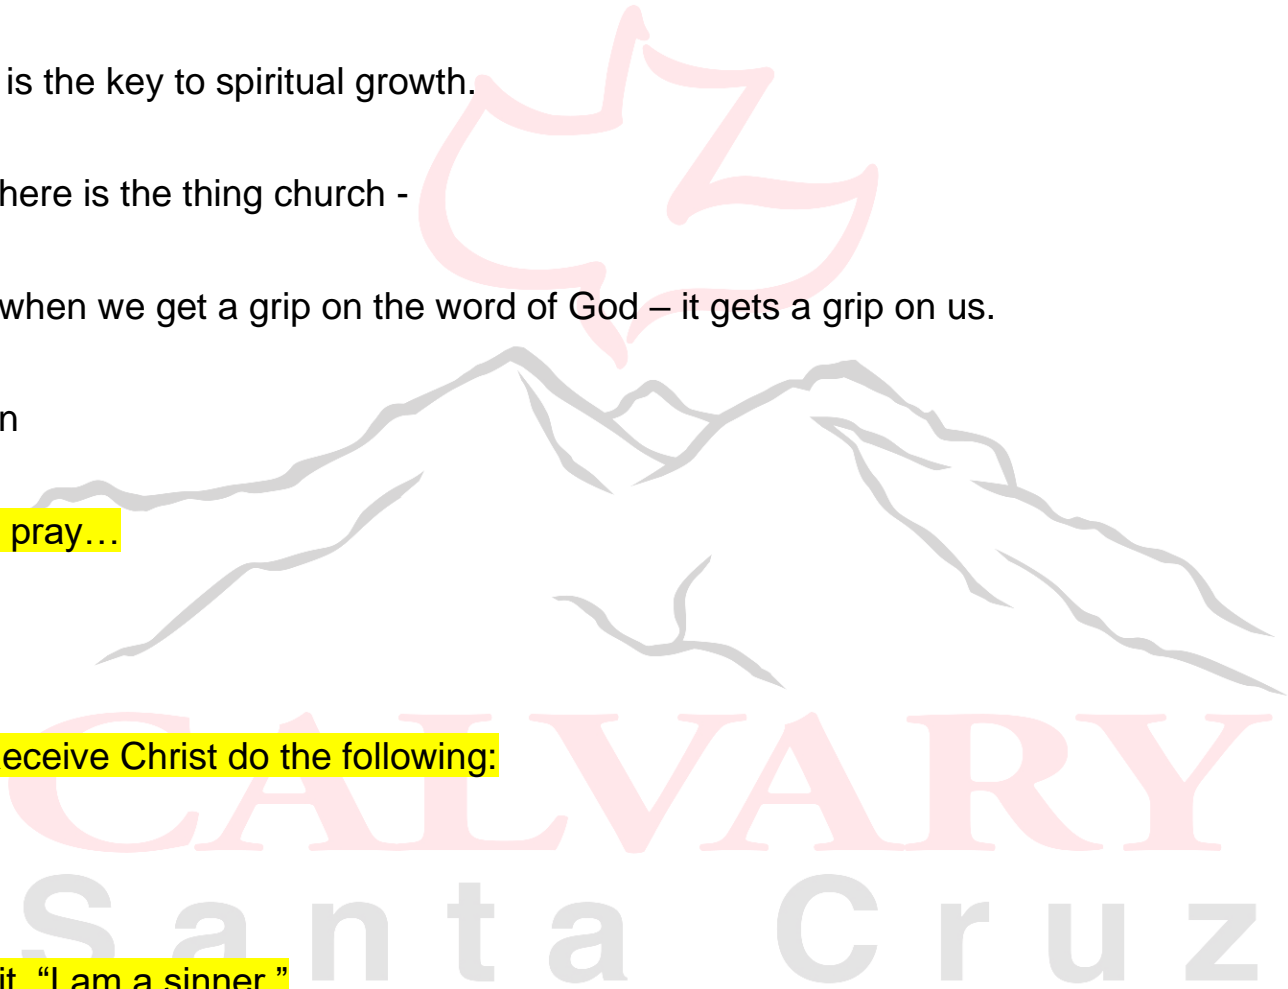 is the key to spiritual growth.
here is the thing church -
when we get a grip on the word of God – it gets a grip on us.
n
pray…
eceive Christ do the following:
CALVARY
Santa Cruz
it “I am a sinner.”